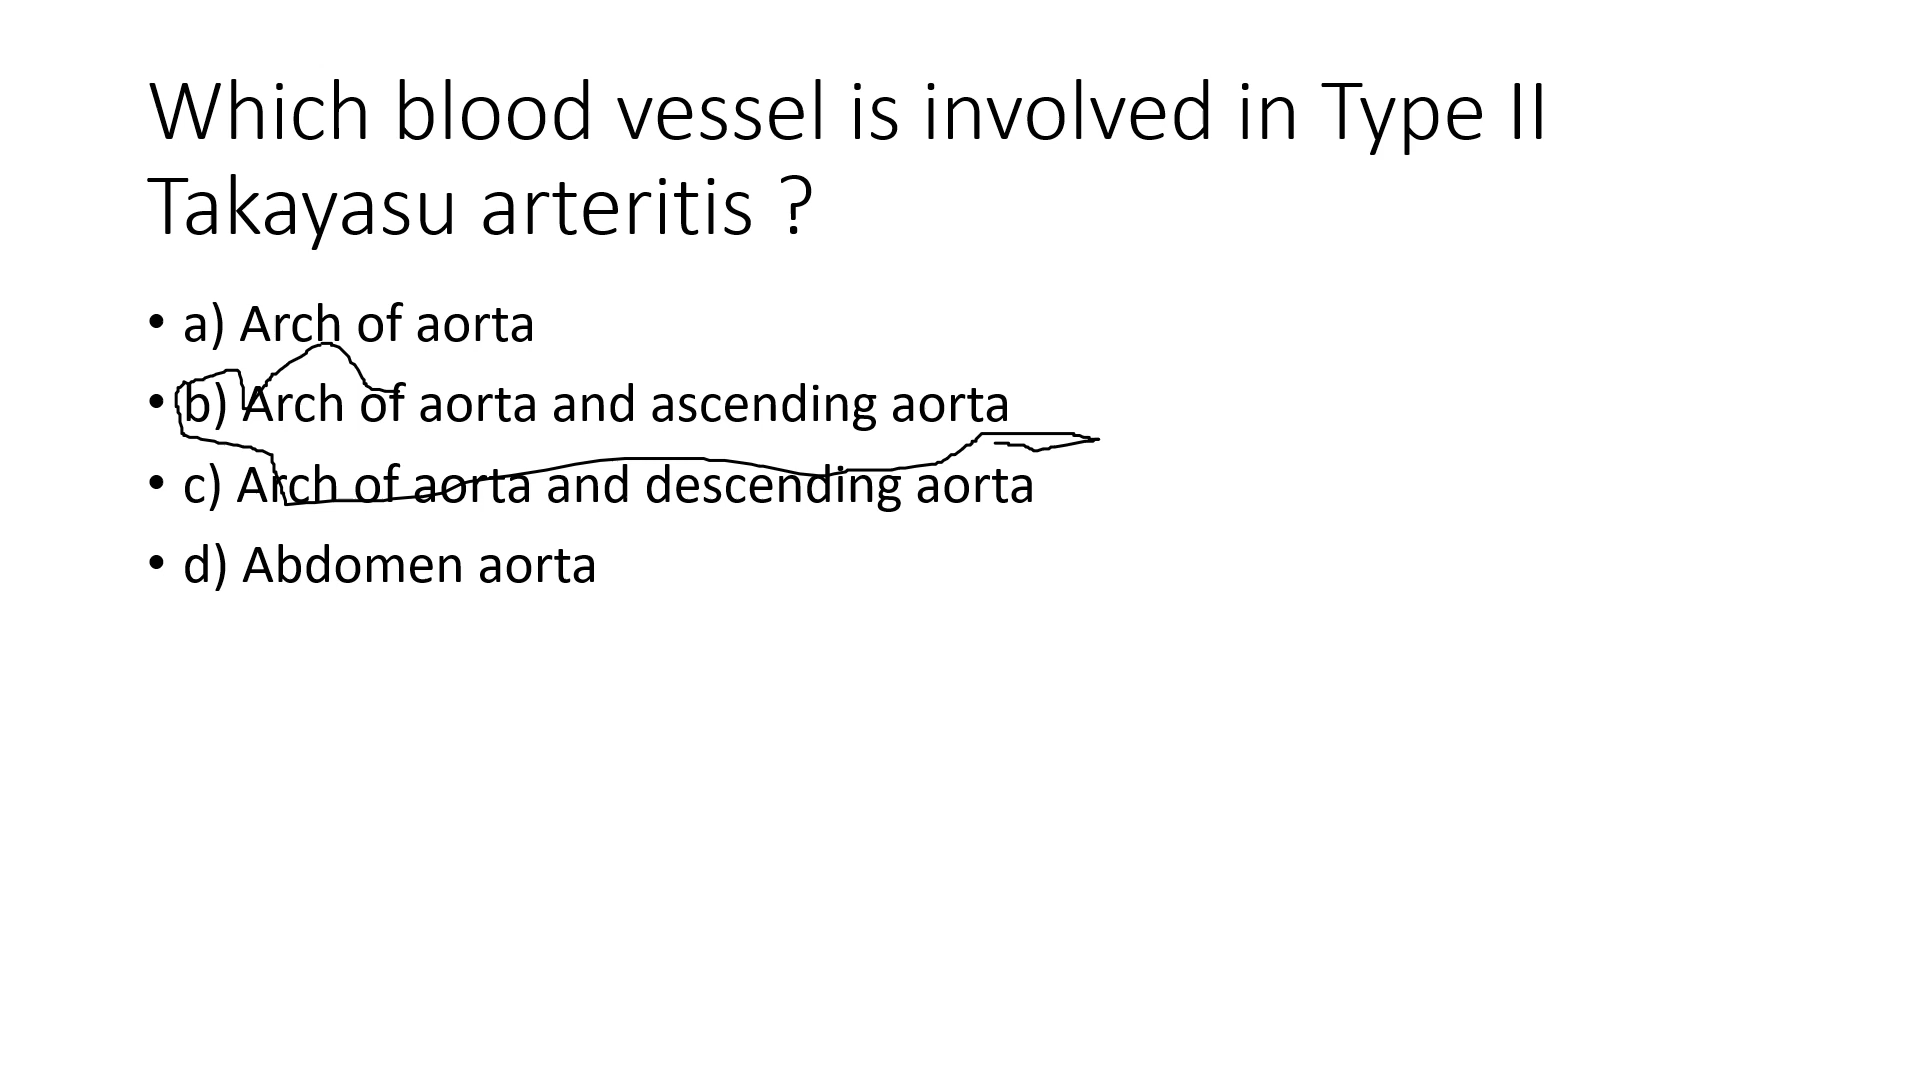 Which blood vessel is involved in Type II
Takayasu arteritis ?
• a) Arch of aorta
• b) Arch of aorta and ascending aorta
• c) Arch of aorta and descending aorta
• d) Abdomen aorta